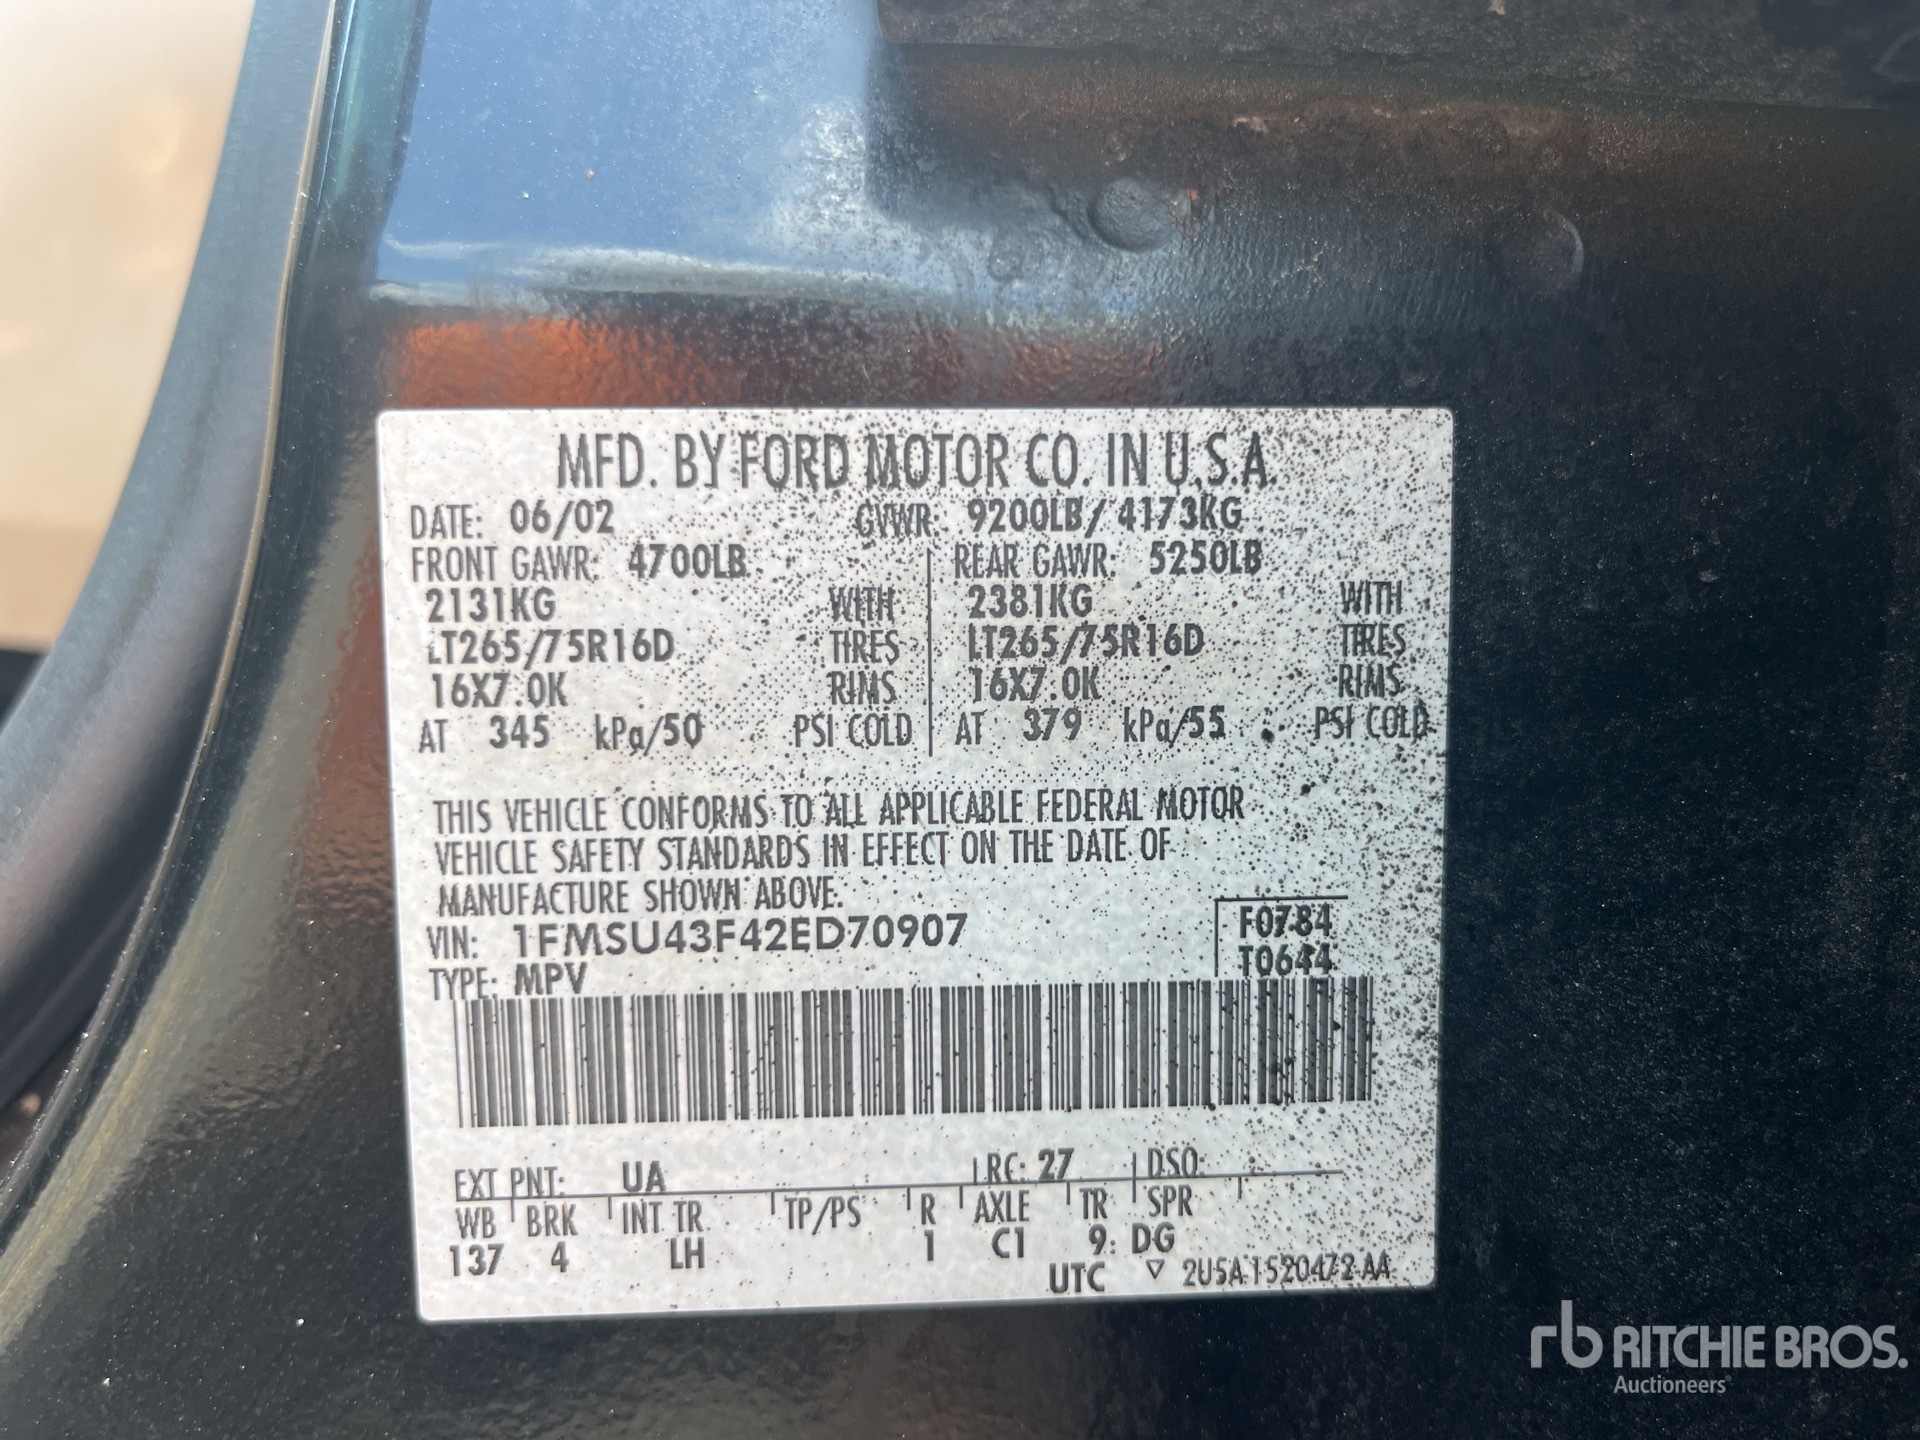 MFD. BY FORD MOTOR CO. IN U.S.A.
DATE: 06/02 GVWR: 9200LB/ 4173KG
FRONT GAWR: 4700LB REAR GAWR: 5250LB
2131KG WITH 2381KG WITH
LT265/75R16D TIRES LT265/75R16D TIRES
16X7.0K RIMS 16X7.0K RIMS
AT 345 kPa/50 PSI COLD AT 379 kPa/55 PSI COLD
THIS VEHICLE CONFORMS TO ALL APPLICABLE FEDERAL MOTOR
VEHICLE SAFETY STANDARDS IN EFFECT ON THE DATE OF
MANUFACTURE SHOWN ABOVE.
VIN: 1FMSU43F42ED70907 F0784
TYPE: MPV T0644
EXT PNT: UA RC: 27 DSO:
WB BRK INT TR TP/PS R AXLE TR SPR
137 4 LH 1 C1 9 DG
UTC ▽ 2U5A-1520472-AA
rb RITCHIE BROS.
Auctioneers